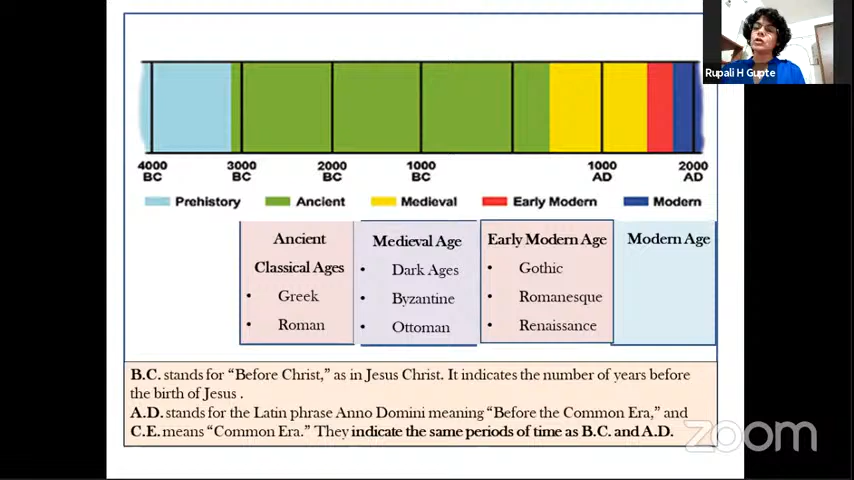 Rupali H Gupte
4000 BC
3000 BC
2000 BC
1000 BC
1000 AD
2000 AD
Prehistory Ancient Medieval Early Modern Modern
Ancient
Classical Ages
• Greek
• Roman
Medieval Age
• Dark Ages
• Byzantine
• Ottoman
Early Modern Age
• Gothic
• Romanesque
• Renaissance
Modern Age
B.C. stands for “Before Christ,” as in Jesus Christ. It indicates the number of years before
the birth of Jesus .
A.D. stands for the Latin phrase Anno Domini meaning “Before the Common Era,” and
C.E. means “Common Era.” They indicate the same periods of time as B.C. and A.D.
zoom